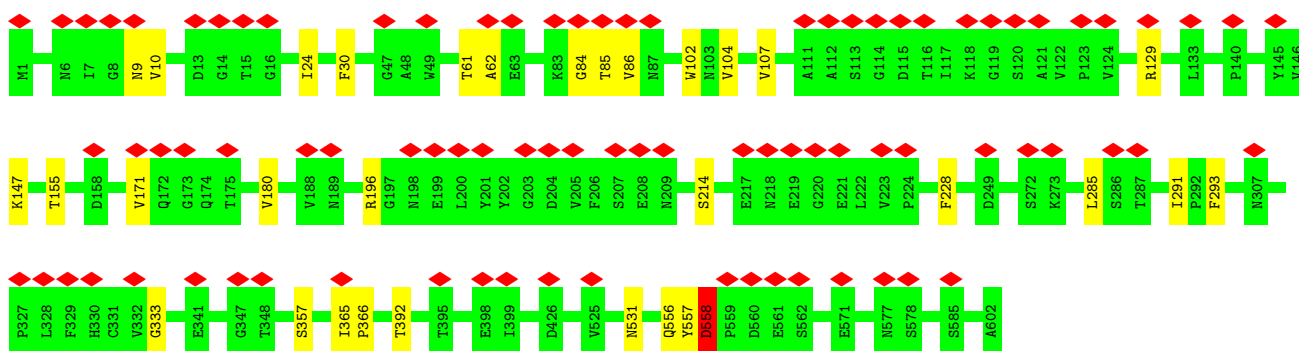 M1 N6 I7 G8 N9 V10 D13 G14 T15 G16 I24 F30 G47 A48 W49 T61 A62 E63 K83 G84 T85 V86 N87 W102 N103 V104 V107 A111 A112 S113 G114 D115 T116 I117 K118 G119 S120 A121 V122 P123 V124 R129 L133 P140 Y145 V146
K147 T155 D158 V171 Q172 G173 Q174 T175 V180 V188 N189 R196 G197 N198 E199 L200 Y201 Y202 G203 D204 V205 F206 S207 E208 N209 S214 E217 N218 E219 G220 E221 L222 V223 P224 F228 D249 S272 K273 L285 S286 T287 I291 P292 F293 N307
P327 L328 F329 H330 C331 V332 G333 E341 G347 T348 S357 I365 P366 T392 T395 E398 I399 D426 V525 N531 Q556 Y557 D558 P559 D560 E561 S562 E571 N577 S578 S585 A602